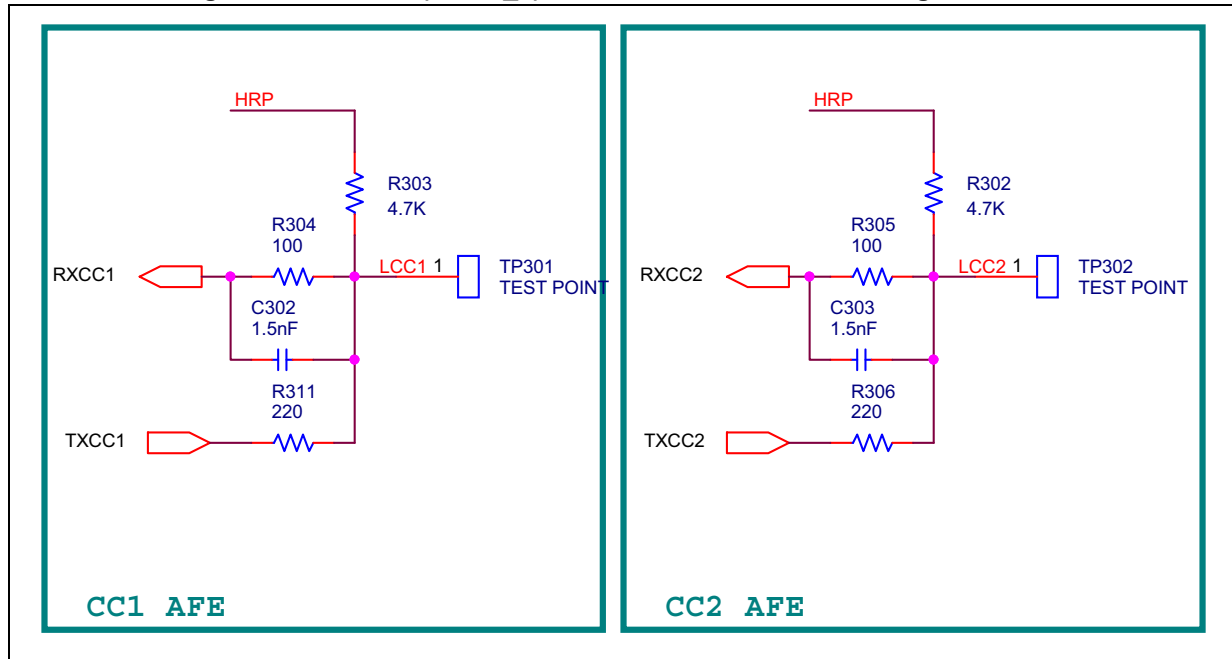 HRP
R303
4.7K
R304
100
RXCC1
LCC1 1
TP301
TEST POINT
C302
1.5nF
R311
220
TXCC1
CC1 AFE
HRP
R302
4.7K
R305
100
RXCC2
LCC2 1
TP302
TEST POINT
C303
1.5nF
R306
220
TXCC2
CC2 AFE